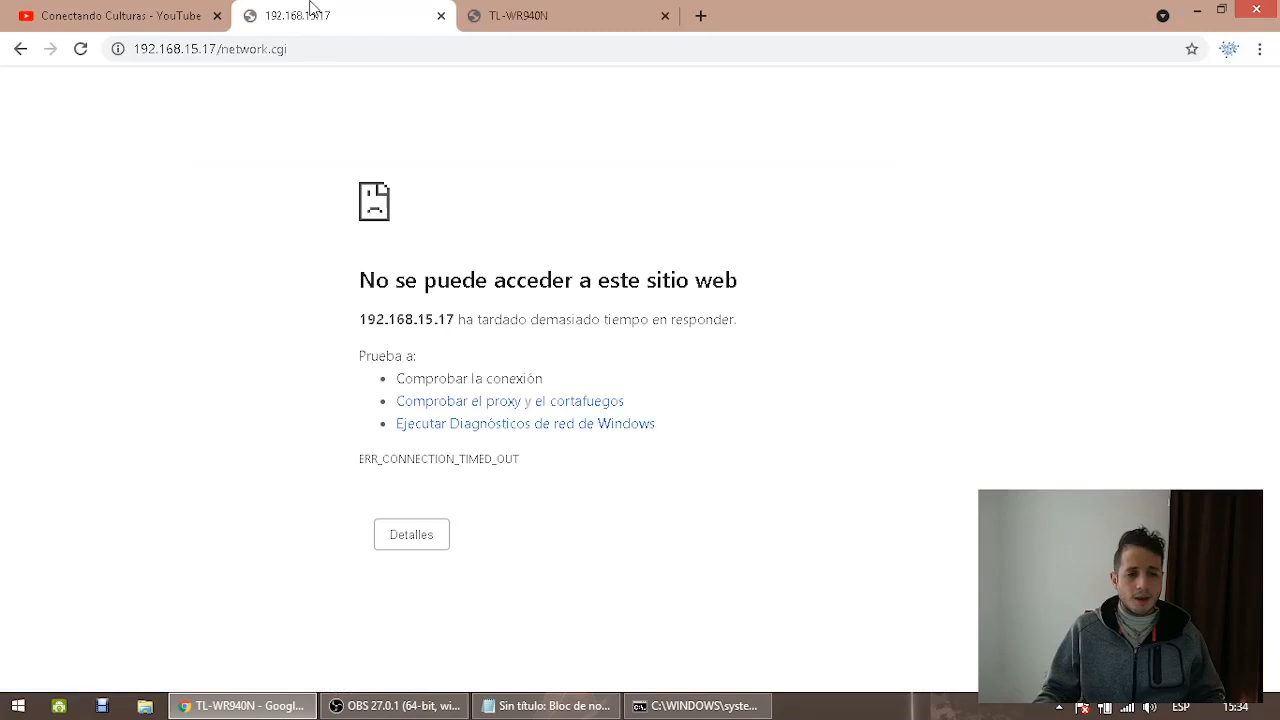 Conectando Culturas - YouTube
192.168.15.17
TL-WR940N
192.168.15.17/network.cgi
No se puede acceder a este sitio web
192.168.15.17 ha tardado demasiado tiempo en responder.
Prueba a:
Comprobar la conexión
Comprobar el proxy y el cortafuegos
Ejecutar Diagnósticos de red de Windows
ERR_CONNECTION_TIMED_OUT
Detalles
TL-WR940N - Googl...
OBS 27.0.1 (64-bit, wi...
Sin título: Bloc de no...
C:\WINDOWS\syste...
ESP
15:34